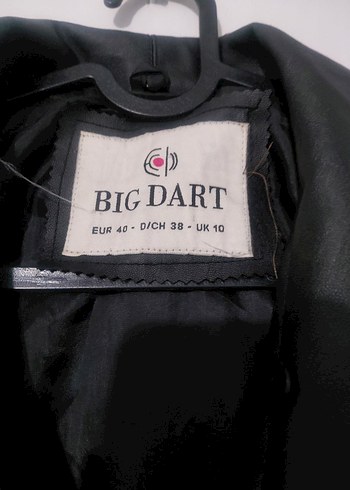 BIG DART
EUR 40 - D/CH 38 - UK 10